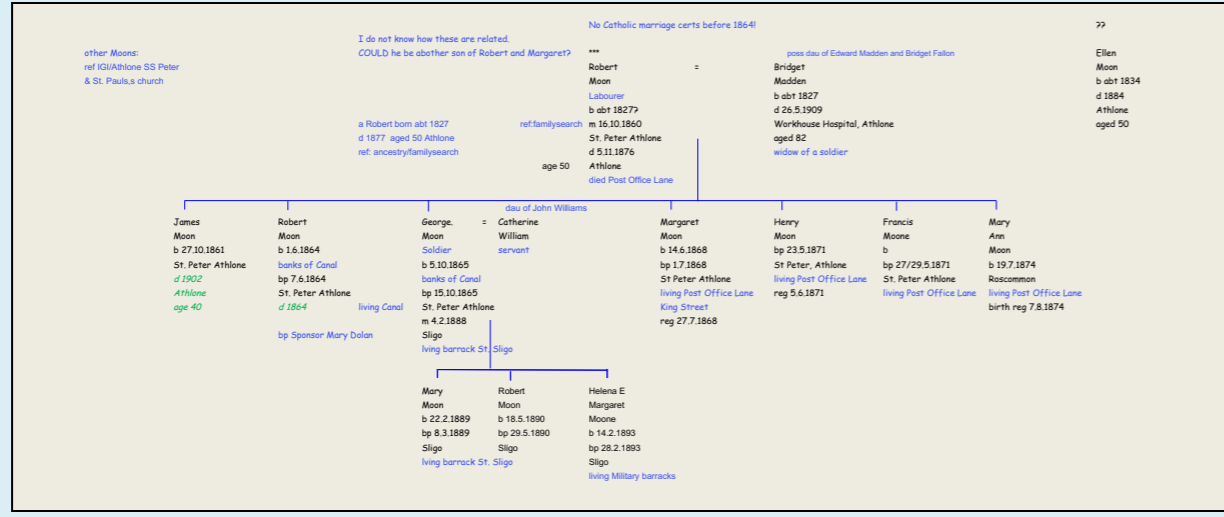 No Catholic marriage certs before 1864!
??
I do not know how these are related.
other Moons:
COULD he be abother son of Robert and Margaret?
***
poss dau of Edward Madden and Bridget Fallon
ref IGI/Athlone SS Peter
& St. Pauls,s church
Robert
Moon
Labourer
b abt 1827?
m 16.10.1860
St. Peter Athlone
d 5,11,1876
Athlone
died Post Office Lane
=
Bridget
Madden
b abt 1827
d 26.5.1909
Workhouse Hospital, Athlone
aged 82
widow of a soldier
Ellen
Moon
b abt 1834
d 1884
Athlone
aged 50
a Robert born abt 1827
d 1877 aged 50 Athlone
ref: ancestry/familysearch
ref:familysearch
age 50
James
Moon
b 27.10.1861
St. Peter Athlone
d 1902
Athlone
age 40
Robert
Moon
b 1.6.1864
banks of Canal
bp 7.6.1864
St. Peter Athlone
d 1864
living Canal
bp Sponsor Mary Dolan
George.
Moon
Soldier
b 5.10.1865
banks of Canal
bp 15.10.1865
St. Peter Athlone
m 4.2.1888
Sligo
lving barrack St. Sligo
=
dau of John Williams
Catherine
William
servant
Margaret
Moon
b 14.6.1868
bp 1.7.1868
St Peter Athlone
living Post Office Lane
King Street
reg 27.7.1868
Henry
Moon
bp 23.5.1871
St Peter, Athlone
living Post Office Lane
reg 5.6.1871
Francis
Moone
b
bp 27/29.5.1871
St. Peter Athlone
living Post Office Lane
Mary
Ann
Moon
b 19.7.1874
Roscommon
living Post Office Lane
birth reg 7.8.1874
Mary
Moon
b 22.2.1889
bp 8.3.1889
Sligo
lving barrack St. Sligo
Robert
Moon
b 18.5.1890
bp 29.5.1890
Sligo
Helena E
Margaret
Moone
b 14.2.1893
bp 28.2.1893
Sligo
living Military barracks